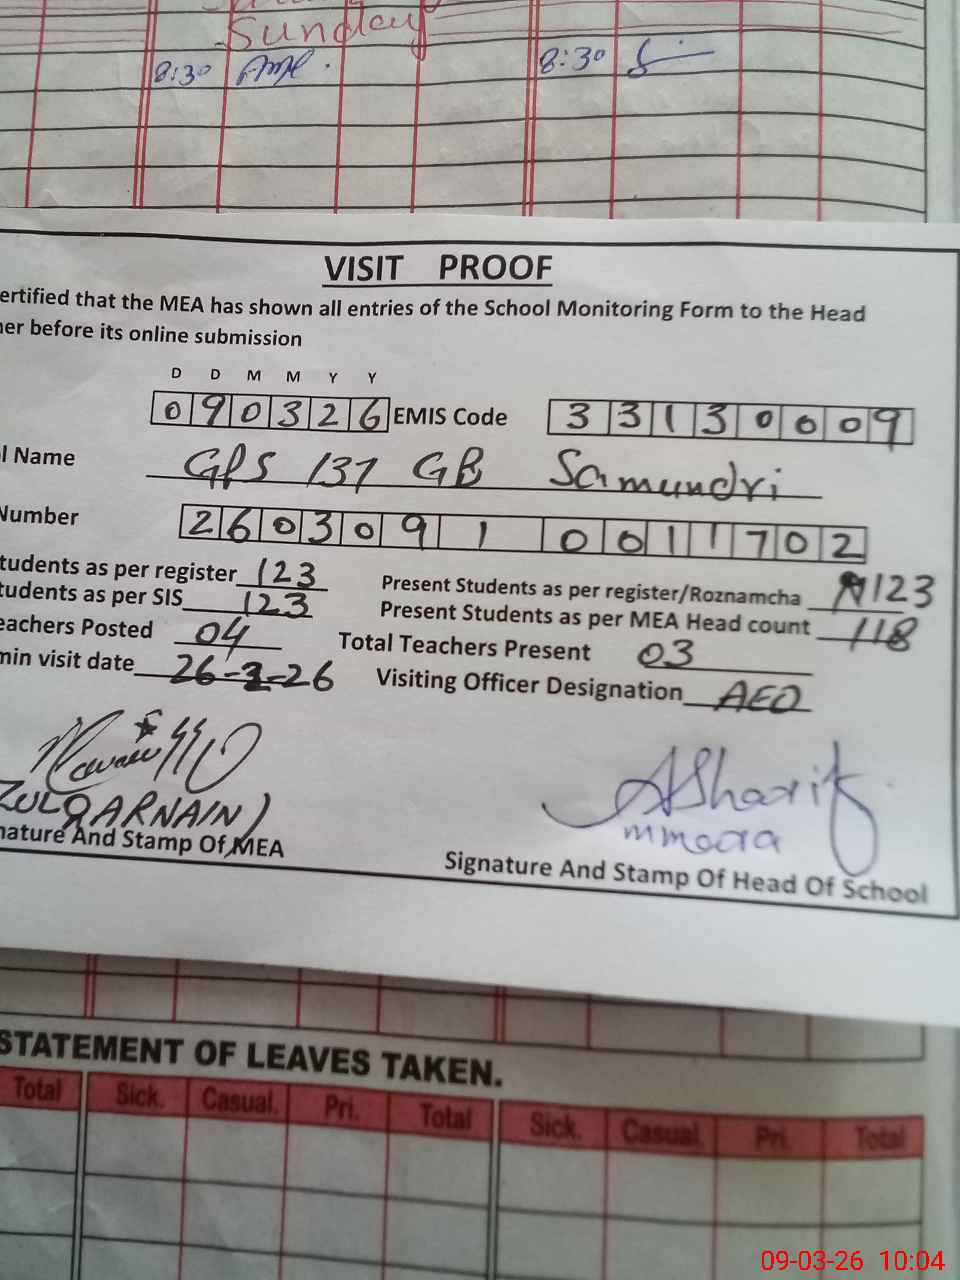 Sunday
8:30 8:30
VISIT PROOF
ertified that the MEA has shown all entries of the School Monitoring Form to the Head
her before its online submission
D D M M Y Y
090326 EMIS Code 33130009
l Name GPS 137 GB Samundri
Number 26030910011702
tudents as per register 123 Present Students as per register/Roznamcha 123
tudents as per SIS 123 Present Students as per MEA Head count 118
eachers Posted 04 Total Teachers Present 03
min visit date 26-2-26 Visiting Officer Designation AEO
ASharif
ZULQARNAIN)
nature And Stamp Of MEA
Signature And Stamp Of Head Of School
STATEMENT OF LEAVES TAKEN.
Total Sick. Casual. Pri. Total Sick. Casual. Pri. Total
09-03-26 10:04